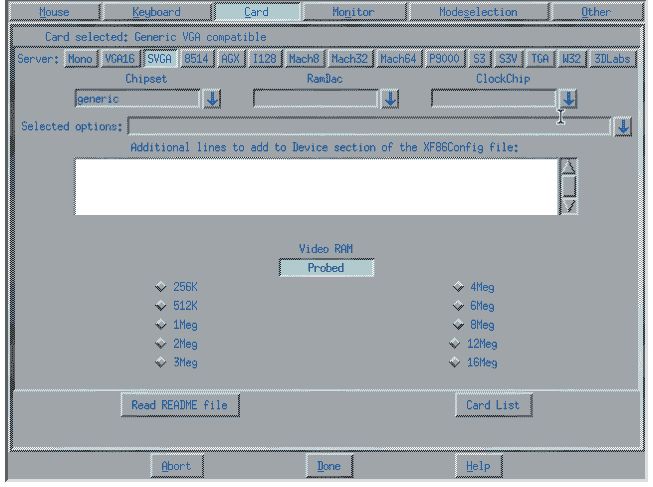 Mouse Keyboard Card Monitor Modeselection Other
Card selected: Generic VGA compatible
Server: Mono VGA16 SVGA 8514 AGX I128 Mach8 Mach32 Mach64 P9000 S3 S3V TGA W32 3DLabs
Chipset RamDac ClockChip
generic
Selected options:
Additional lines to add to Device section of the XF86Config file:
Video RAM
Probed
256K 4Meg
512K 6Meg
1Meg 8Meg
2Meg 12Meg
3Meg 16Meg
Read README file Card List
Abort Done Help